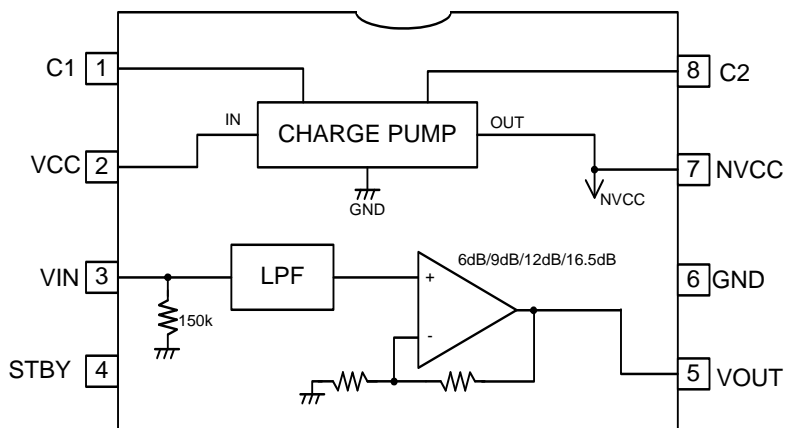 C1 1
8 C2
IN
CHARGE PUMP
OUT
VCC 2
7 NVCC
GND
NVCC
6dB/9dB/12dB/16.5dB
VIN 3
LPF
+
6 GND
150k
-
STBY 4
5 VOUT